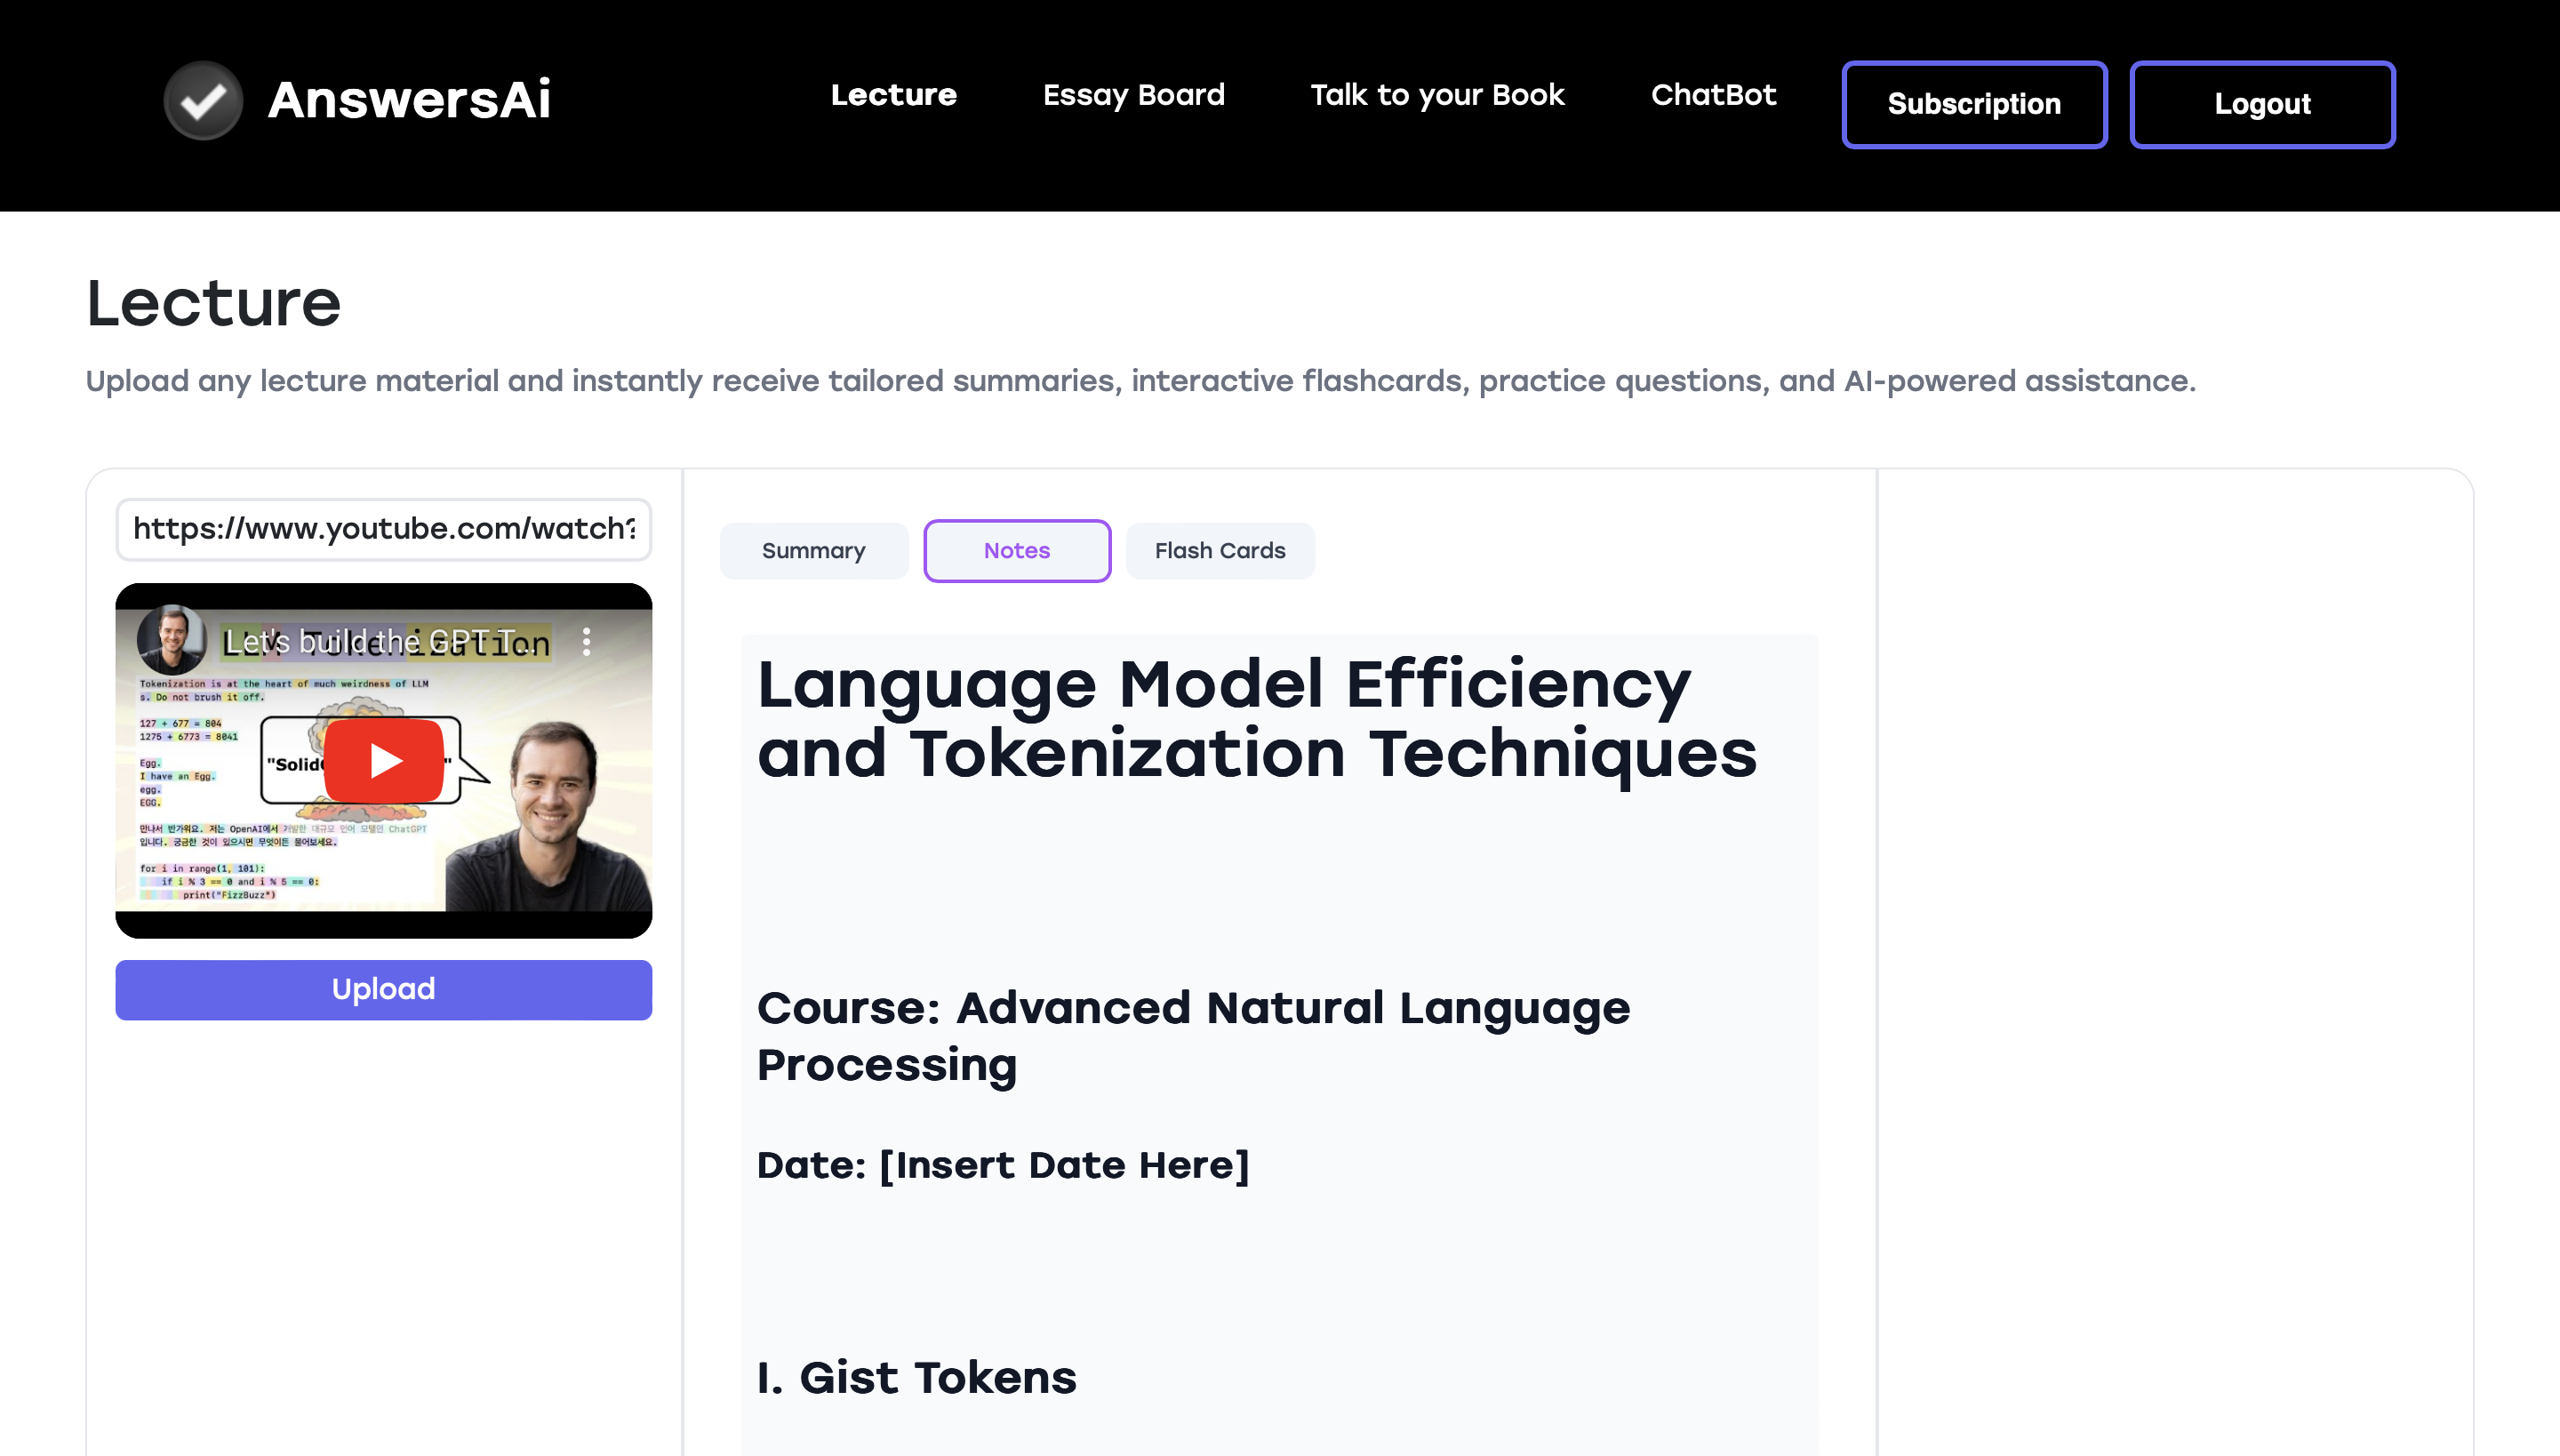 AnswersAi
Lecture
Essay Board
Talk to your Book
ChatBot
Subscription
Logout
Lecture
Upload any lecture material and instantly receive tailored summaries, interactive flashcards, practice questions, and AI-powered assistance.
https://www.youtube.com/watch?
LLM Tokenization
Let's build the GPT T...
Tokenization is at the heart of much weirdness of LLM
s. Do not brush it off.
127 + 677 = 804
1275 + 6773 = 8041
Egg.
I have an Egg.
egg.
EGG.
만나서 반가워요. 저는 OpenAI에서 개발한 대규모 언어 모델인 ChatGPT
입니다. 궁금한 것이 있으시면 무엇이든 물어보세요.
for i in range(1, 101):
if i % 3 == 0 and i % 5 == 0:
print("FizzBuzz")
Upload
Summary
Notes
Flash Cards
Language Model Efficiency
and Tokenization Techniques
Course: Advanced Natural Language
Processing
Date: [Insert Date Here]
I. Gist Tokens